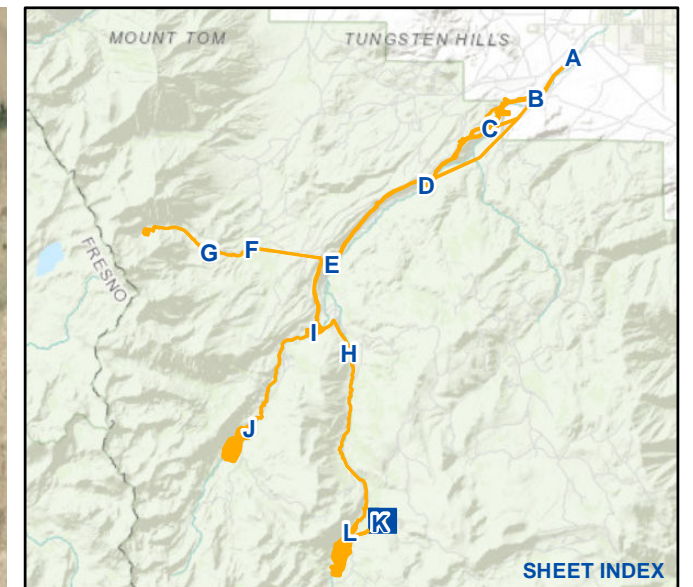 MOUNT TOM
TUNGSTEN HILLS
A
B
C
D
E
F
G
FRESNO
I
H
J
K
L
SHEET INDEX